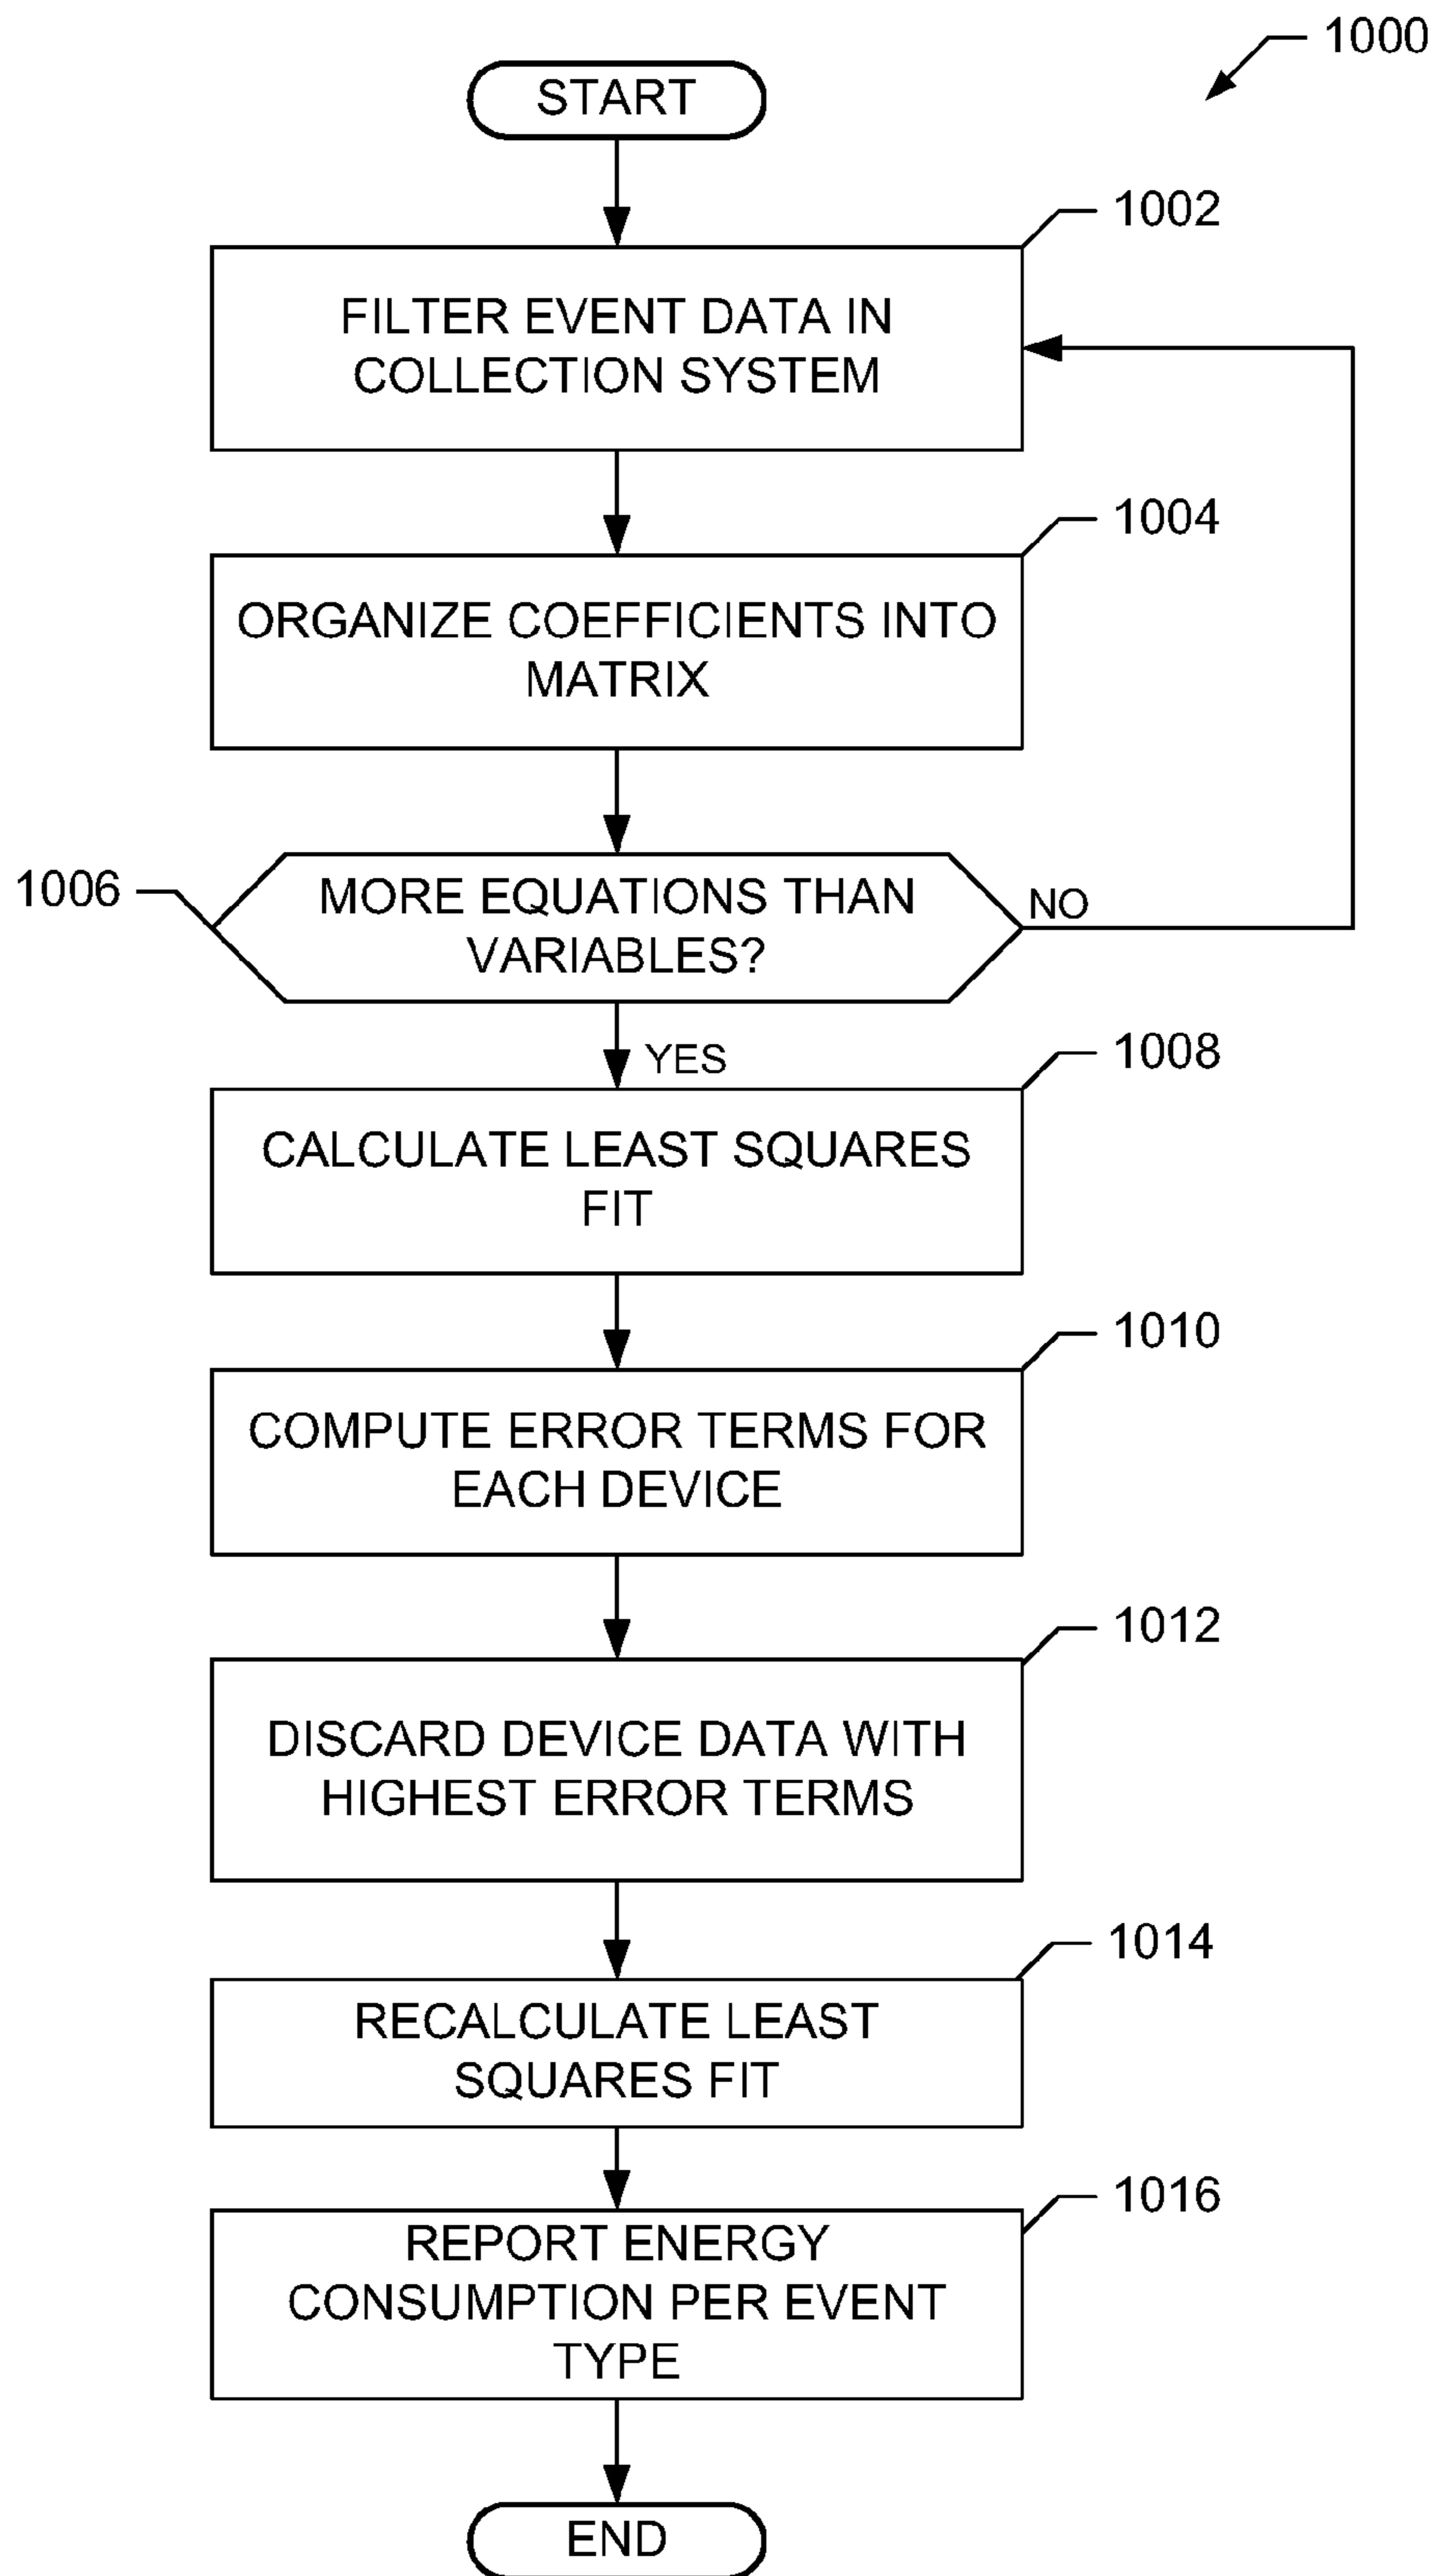 1000
START
1002
FILTER EVENT DATA IN
COLLECTION SYSTEM
1004
ORGANIZE COEFFICIENTS INTO
MATRIX
1006
MORE EQUATIONS THAN
VARIABLES?
NO
YES
1008
CALCULATE LEAST SQUARES
FIT
1010
COMPUTE ERROR TERMS FOR
EACH DEVICE
1012
DISCARD DEVICE DATA WITH
HIGHEST ERROR TERMS
1014
RECALCULATE LEAST
SQUARES FIT
1016
REPORT ENERGY
CONSUMPTION PER EVENT
TYPE
END